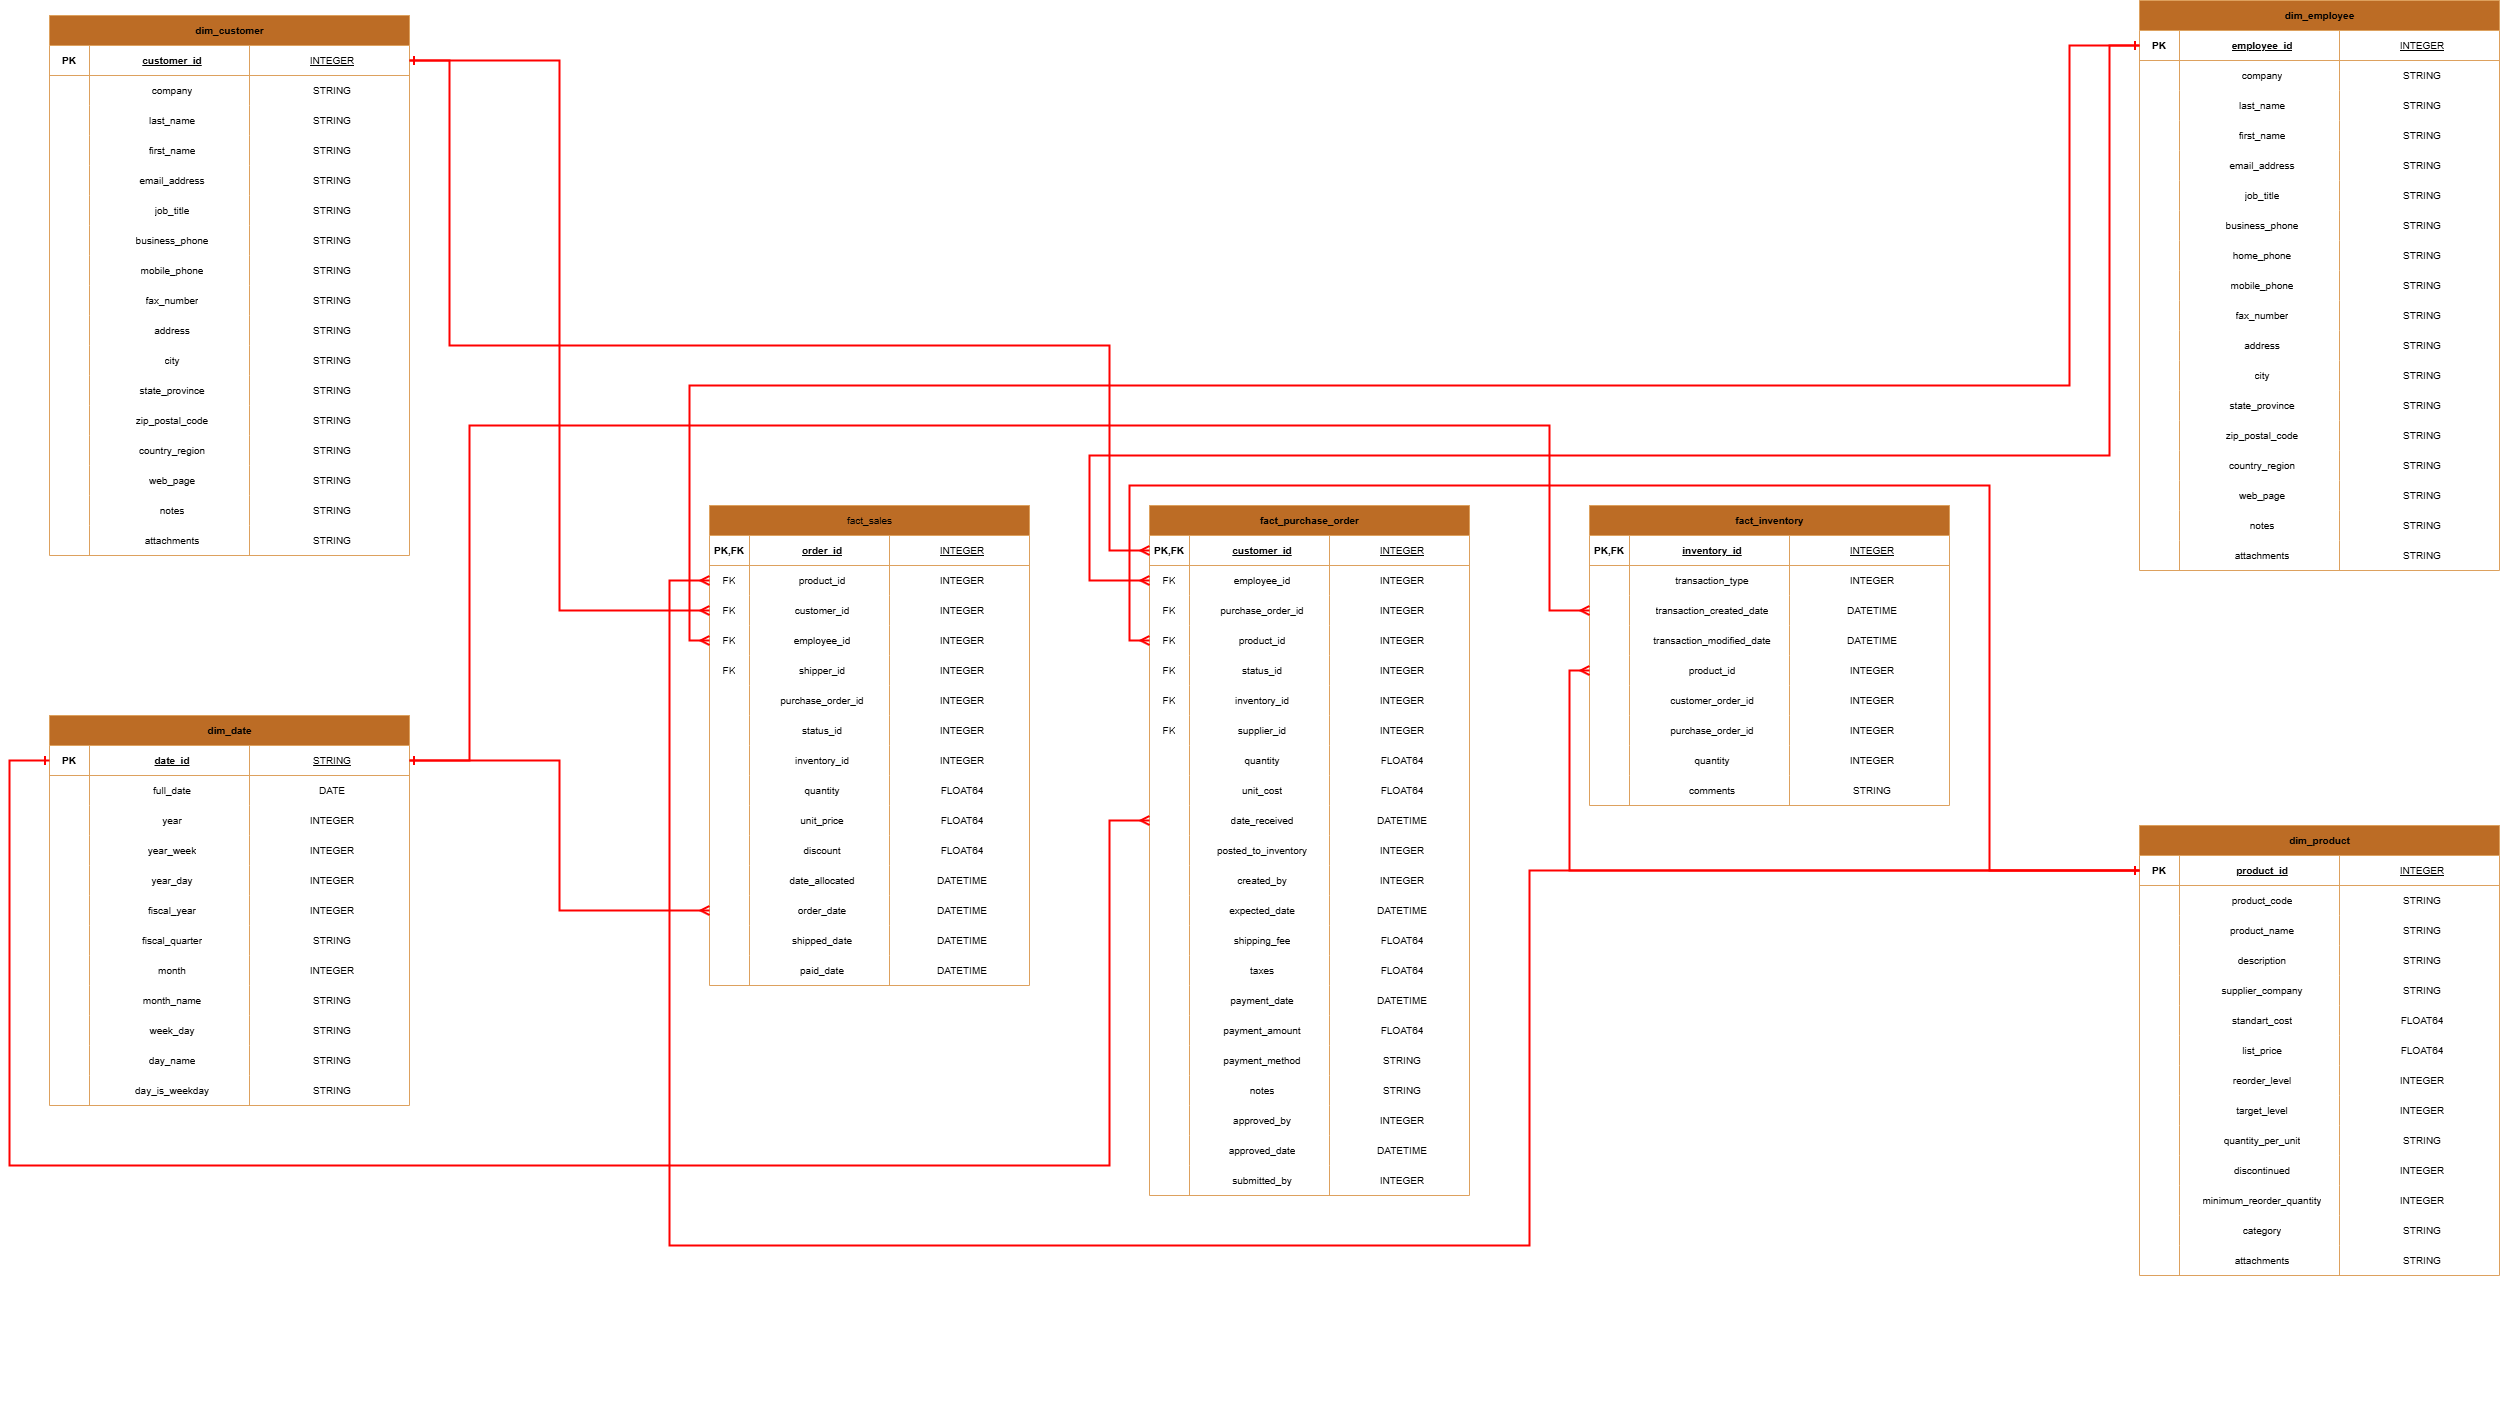 dim_customer
PK customer_id INTEGER
company STRING
last_name STRING
first_name STRING
email_address STRING
job_title STRING
business_phone STRING
mobile_phone STRING
fax_number STRING
address STRING
city STRING
state_province STRING
zip_postal_code STRING
country_region STRING
web_page STRING
notes STRING
attachments STRING
dim_employee
PK employee_id INTEGER
company STRING
last_name STRING
first_name STRING
email_address STRING
job_title STRING
business_phone STRING
home_phone STRING
mobile_phone STRING
fax_number STRING
address STRING
city STRING
state_province STRING
zip_postal_code STRING
country_region STRING
web_page STRING
notes STRING
attachments STRING
fact_sales
PK,FK order_id INTEGER
FK product_id INTEGER
FK customer_id INTEGER
FK employee_id INTEGER
FK shipper_id INTEGER
purchase_order_id INTEGER
status_id INTEGER
inventory_id INTEGER
quantity FLOAT64
unit_price FLOAT64
discount FLOAT64
date_allocated DATETIME
order_date DATETIME
shipped_date DATETIME
paid_date DATETIME
fact_purchase_order
PK,FK customer_id INTEGER
FK employee_id INTEGER
FK purchase_order_id INTEGER
FK product_id INTEGER
FK status_id INTEGER
FK inventory_id INTEGER
FK supplier_id INTEGER
quantity FLOAT64
unit_cost FLOAT64
date_received DATETIME
posted_to_inventory INTEGER
created_by INTEGER
expected_date DATETIME
shipping_fee FLOAT64
taxes FLOAT64
payment_date DATETIME
payment_amount FLOAT64
payment_method STRING
notes STRING
approved_by INTEGER
approved_date DATETIME
submitted_by INTEGER
fact_inventory
PK,FK inventory_id INTEGER
transaction_type INTEGER
transaction_created_date DATETIME
transaction_modified_date DATETIME
product_id INTEGER
customer_order_id INTEGER
purchase_order_id INTEGER
quantity INTEGER
comments STRING
dim_date
PK date_id STRING
full_date DATE
year INTEGER
year_week INTEGER
year_day INTEGER
fiscal_year INTEGER
fiscal_quarter STRING
month INTEGER
month_name STRING
week_day STRING
day_name STRING
day_is_weekday STRING
dim_product
PK product_id INTEGER
product_code STRING
product_name STRING
description STRING
supplier_company STRING
standart_cost FLOAT64
list_price FLOAT64
reorder_level INTEGER
target_level INTEGER
quantity_per_unit STRING
discontinued INTEGER
minimum_reorder_quantity INTEGER
category STRING
attachments STRING